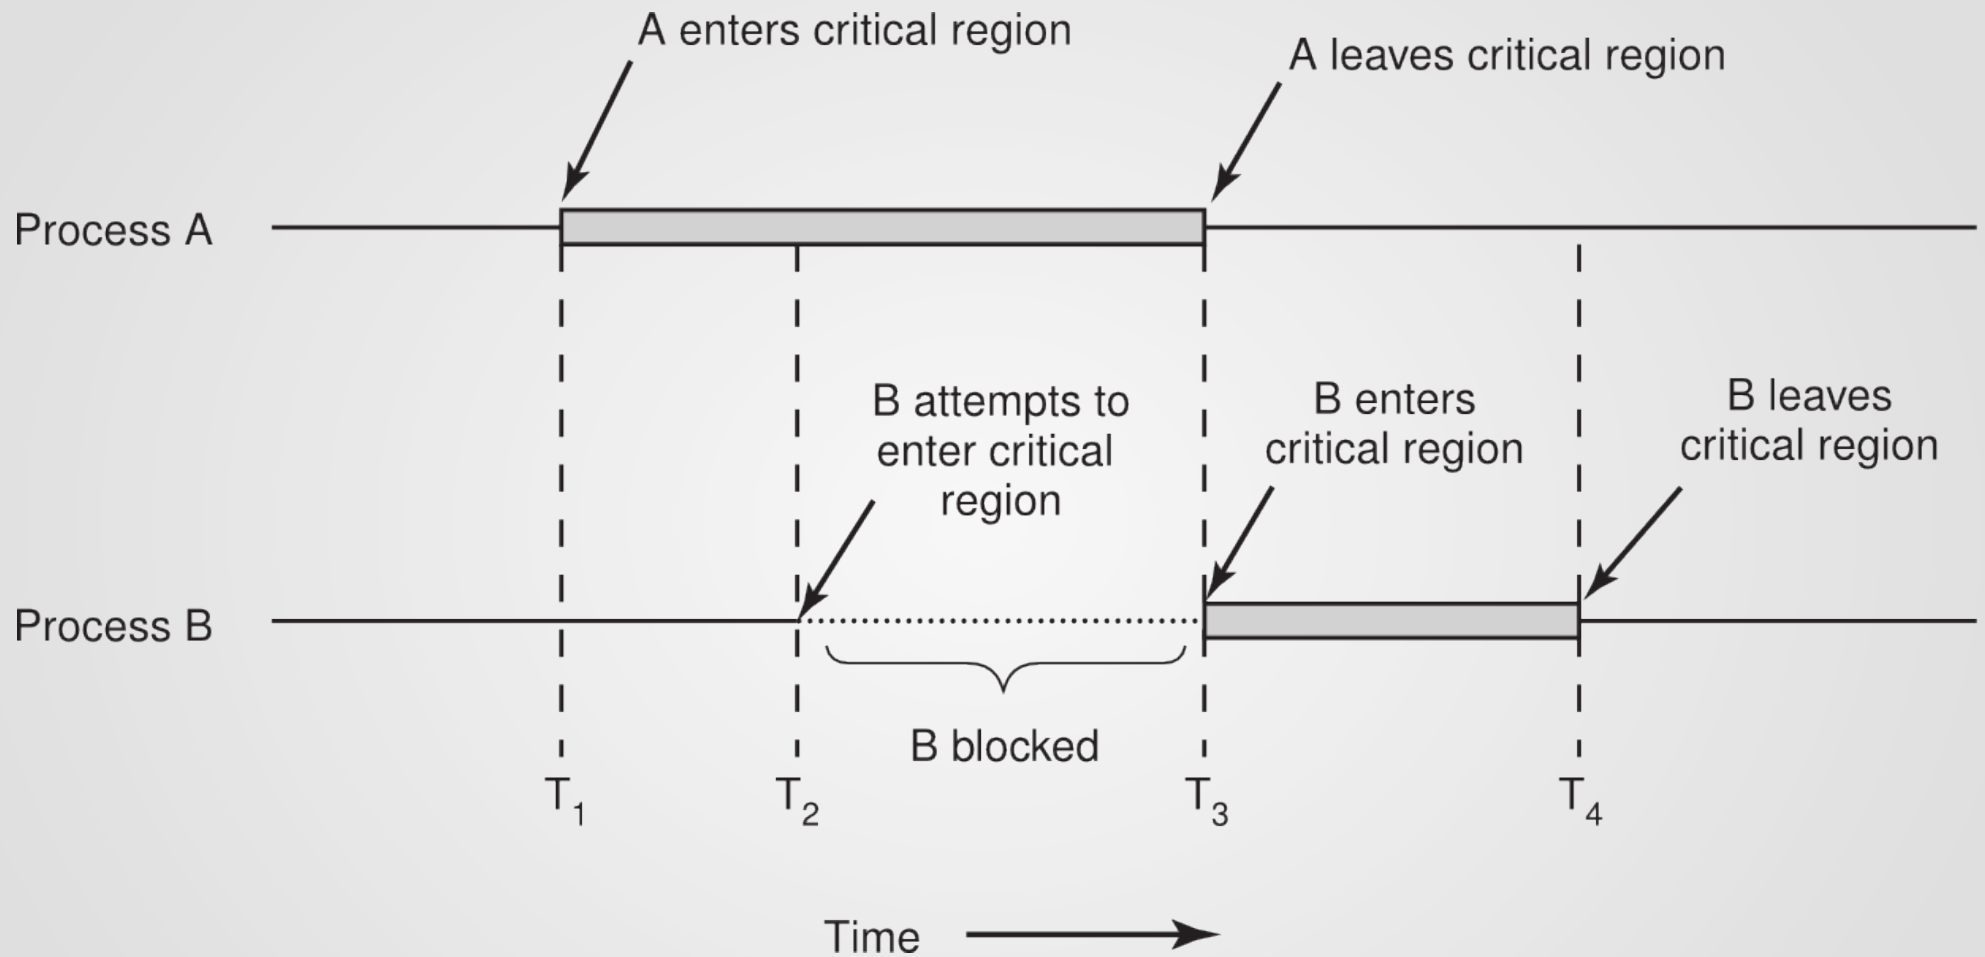 A enters critical region
A leaves critical region
Process A
B attempts to
enter critical
region
B enters
critical region
B leaves
critical region
Process B
B blocked
T1
T2
T3
T4
Time